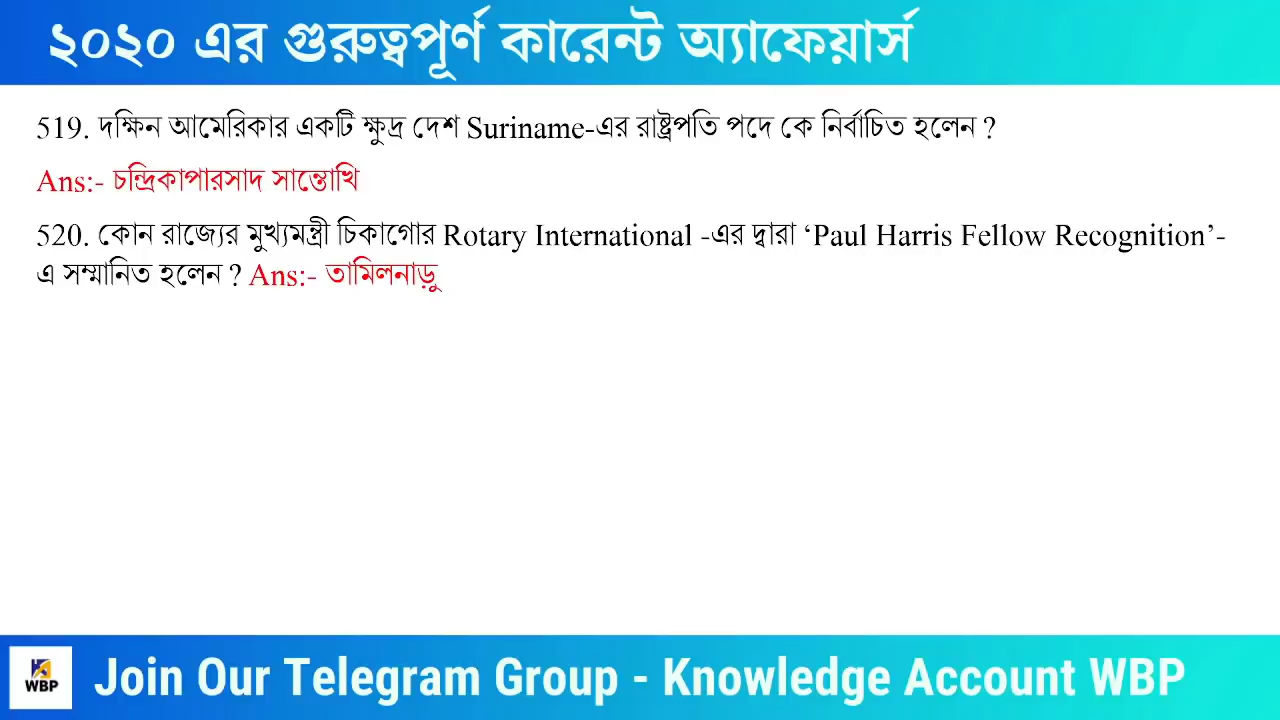 ২০২০ এর গুরুত্বপূর্ণ কারেন্ট অ্যাফেয়ার্স
519. দক্ষিন আমেরিকার একটি ক্ষুদ্র দেশ Suriname-এর রাষ্ট্রপতি পদে কে নির্বাচিত হলেন ?
Ans:- চন্দ্রিকাপারসাদ সান্তোখি
520. কোন রাজ্যের মুখ্যমন্ত্রী চিকাগোর Rotary International -এর দ্বারা ‘Paul Harris Fellow Recognition’-
এ সম্মানিত হলেন ? Ans:- তামিলনাড়ু
WBP
Join Our Telegram Group - Knowledge Account WBP